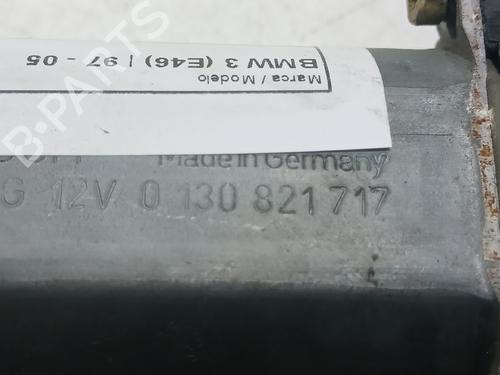 Marca / Modelo
BMW 3 (E46) | 97 - 05
B-PARTS
Made in Germany
G 12V 0 130 821 717